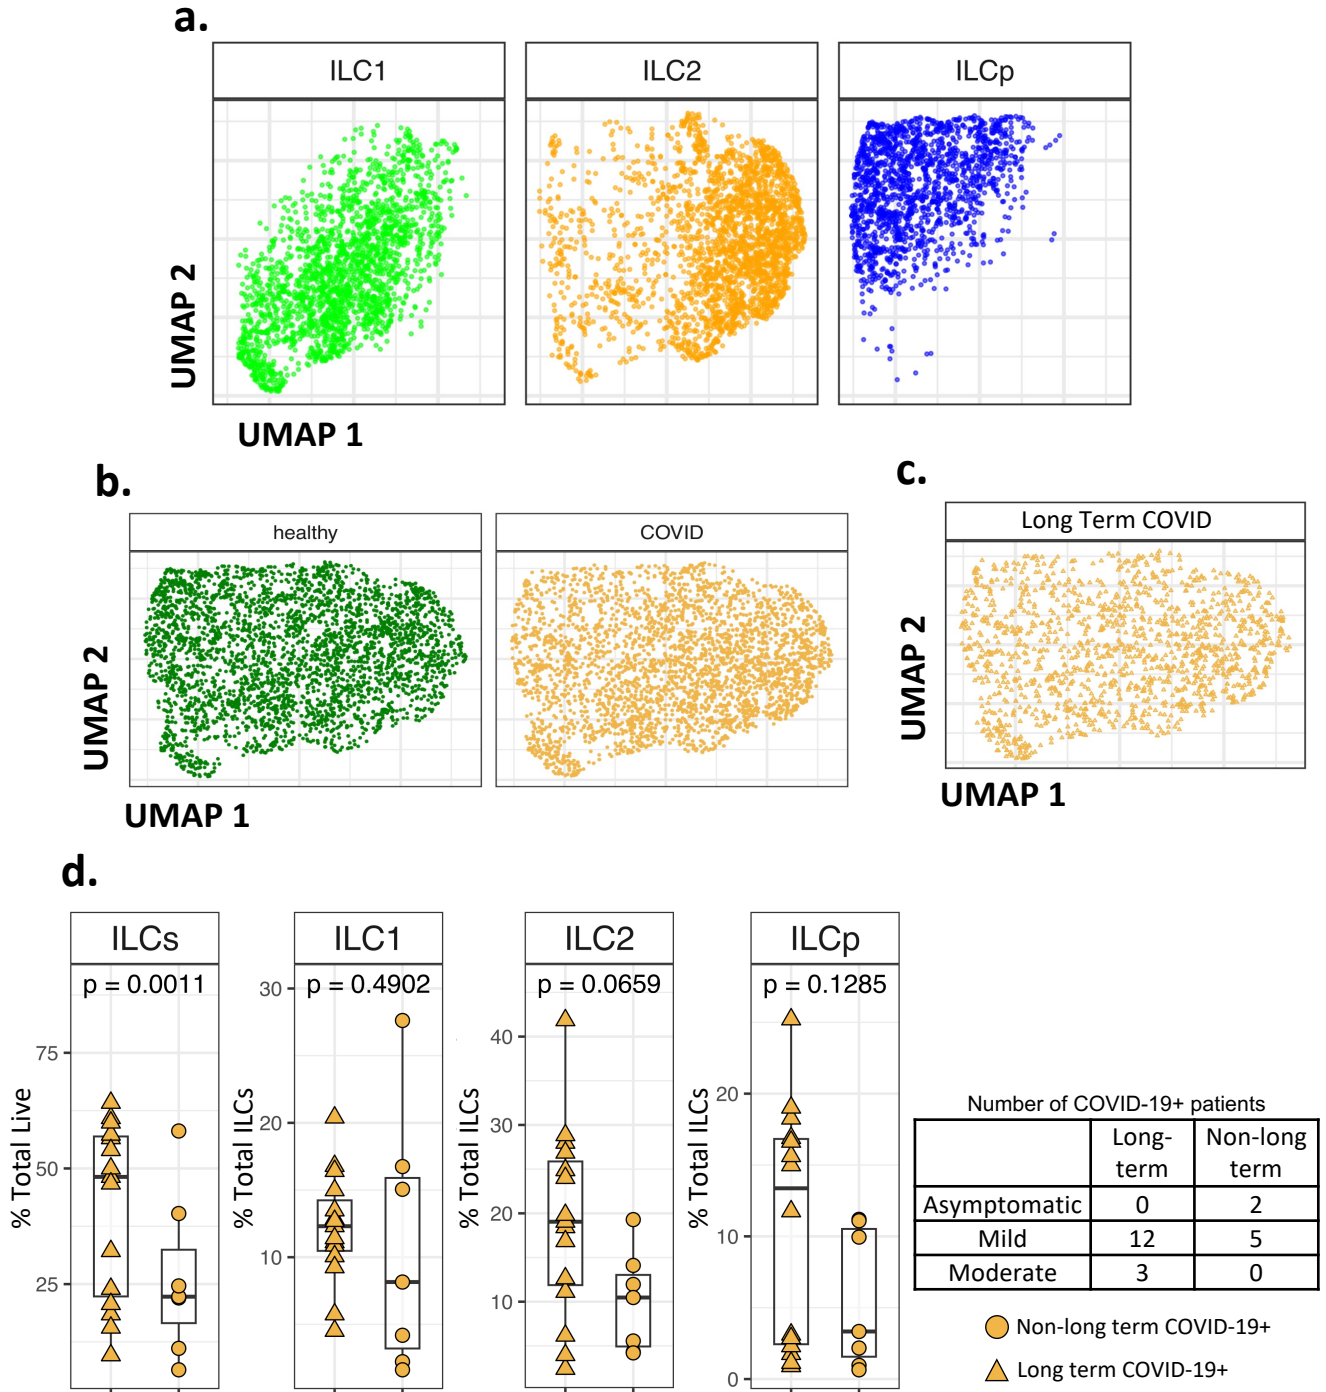 a.
ILC1
ILC2
ILCp
UMAP 2
UMAP 1
b.
healthy
COVID
UMAP 2
UMAP 1
c.
Long Term COVID
UMAP 2
UMAP 1
d.
ILCs
p = 0.0011
% Total Live
75
50
25
ILC1
p = 0.4902
% Total ILCs
30
20
10
ILC2
p = 0.0659
% Total ILCs
40
30
20
10
ILCp
p = 0.1285
% Total ILCs
20
10
0
Number of COVID-19+ patients
Long-
term
Non-long
term
Asymptomatic 0 2
Mild 12 5
Moderate 3 0
Non-long term COVID-19+
Long term COVID-19+